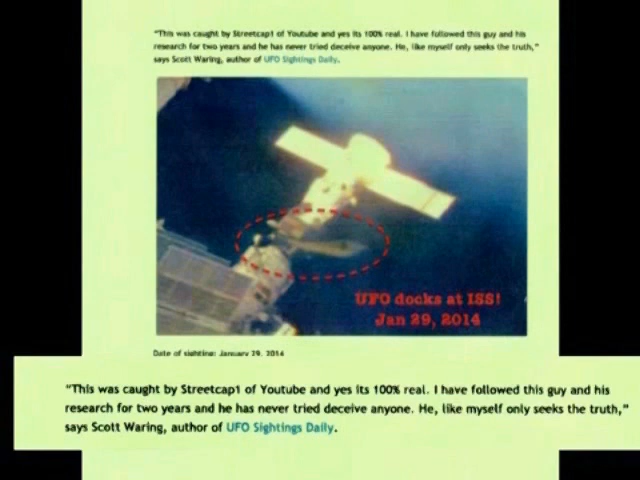 "This was caught by Streetcap1 of Youtube and yes its 100% real. I have followed this guy and his
research for two years and he has never tried deceive anyone. He, like myself only seeks the truth,"
says Scott Waring, author of UFO Sightings Daily.
UFO docks at ISS!
Jan 29, 2014
Date of sighting: January 29, 2014
"This was caught by Streetcap1 of Youtube and yes its 100% real. I have followed this guy and his
research for two years and he has never tried deceive anyone. He, like myself only seeks the truth,"
says Scott Waring, author of UFO Sightings Daily.